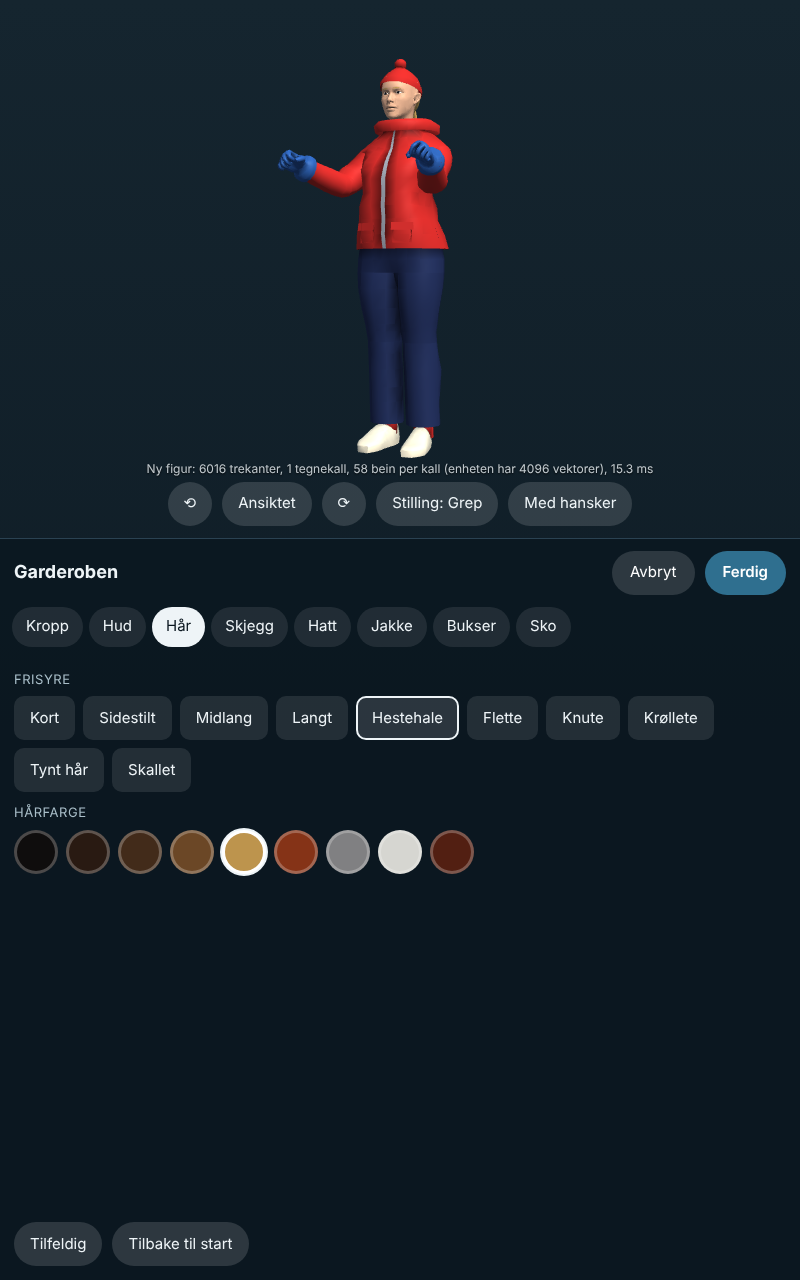 Ny figur: 6016 trekanter, 1 tegnekall, 58 bein per kall (enheten har 4096 vektorer), 15.3 ms
⟲ Ansiktet ⟳ Stilling: Grep Med hansker
Garderoben Avbryt Ferdig
Kropp Hud Hår Skjegg Hatt Jakke Bukser Sko
FRISYRE
Kort Sidestilt Midlang Langt Hestehale Flette Knute Krøllete
Tynt hår Skallet
HÅRFARGE
Tilfeldig Tilbake til start